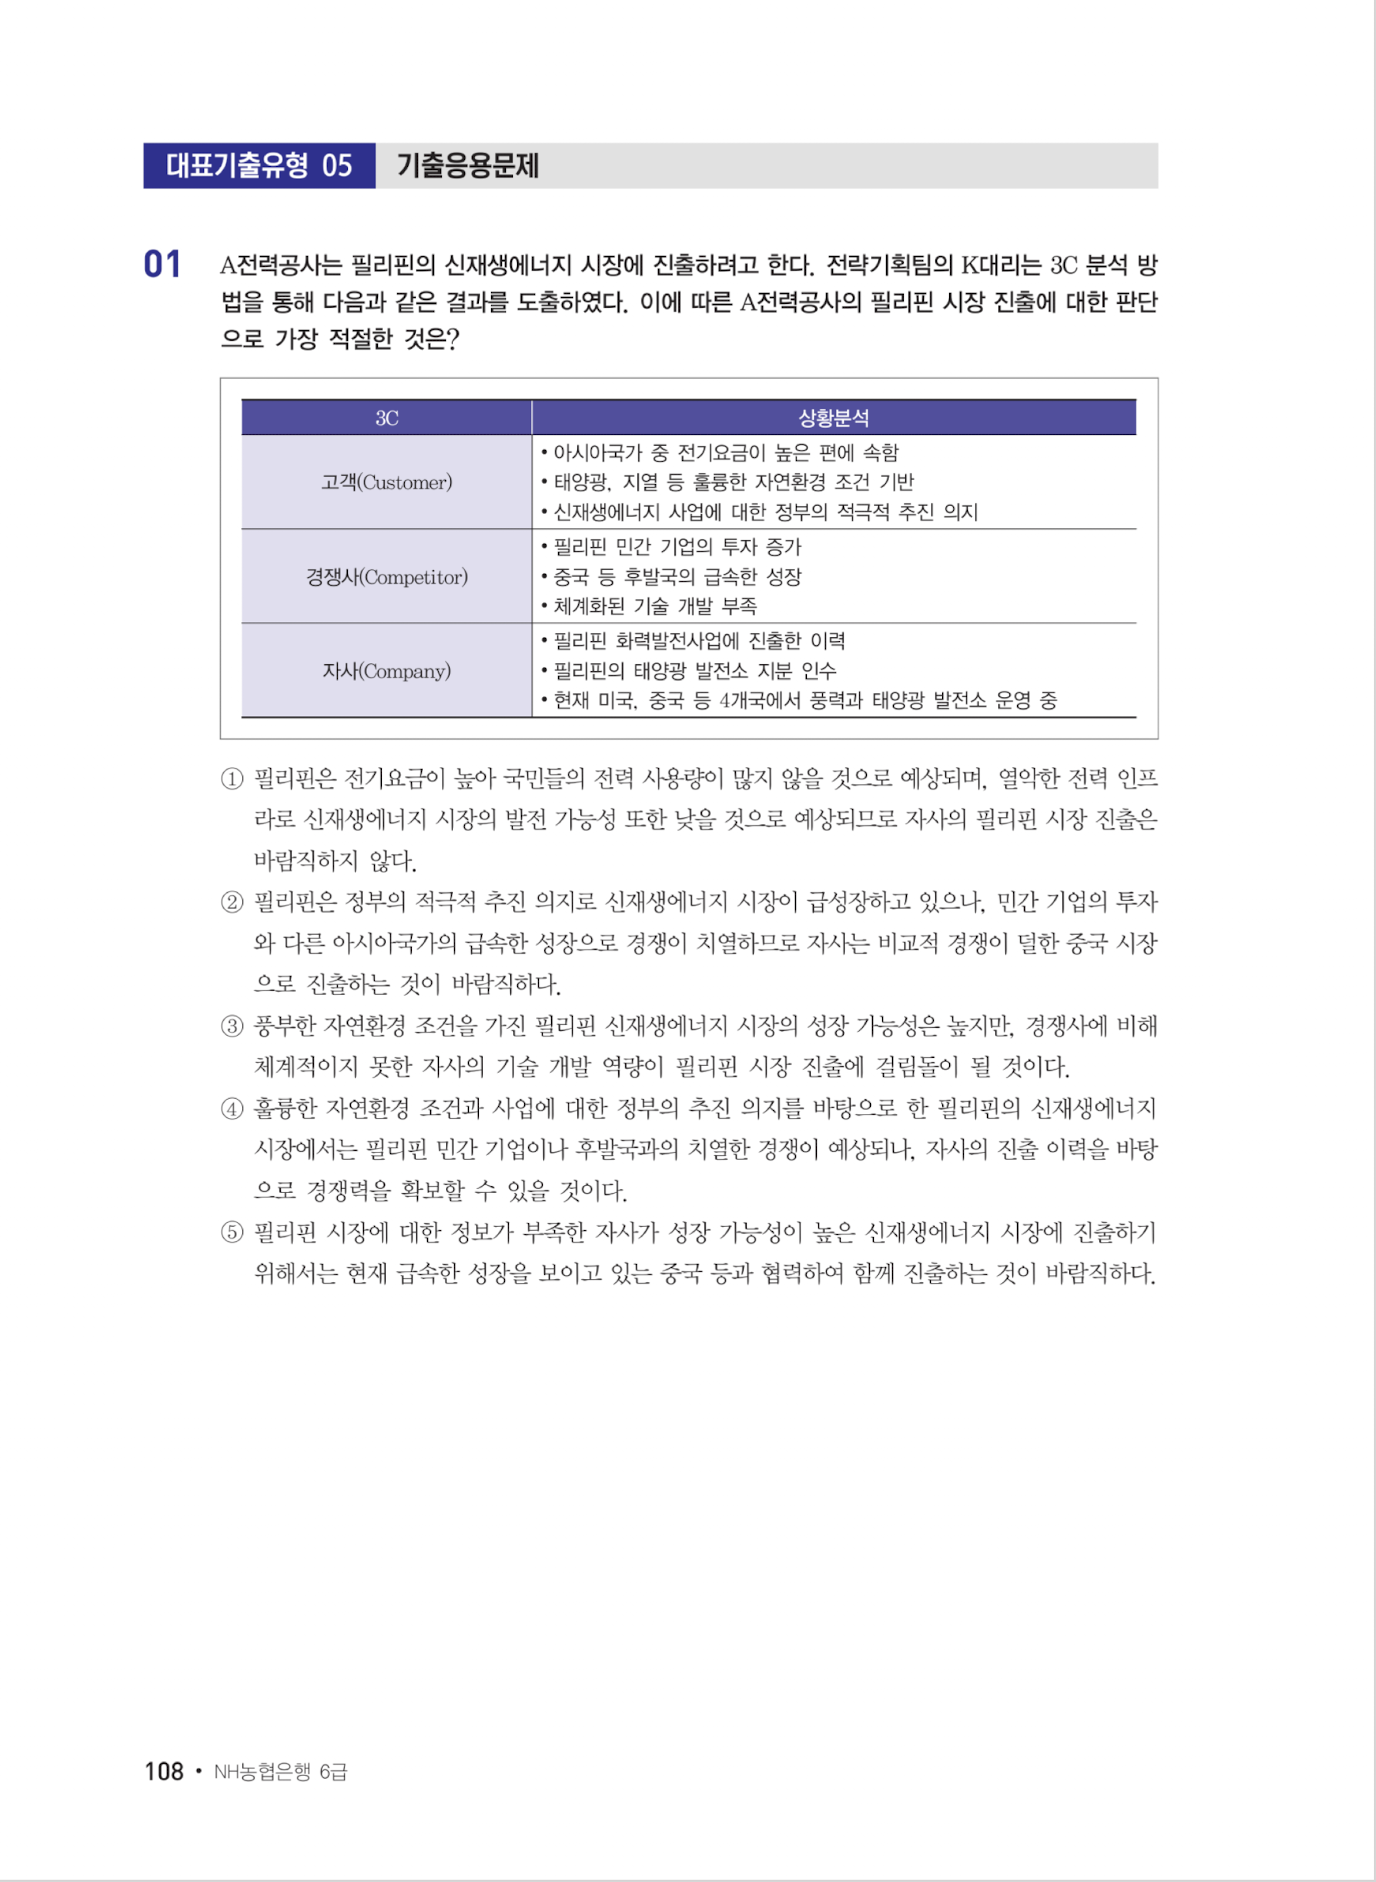 대표기출유형 05 기출응용문제
01 A전력공사는 필리핀의 신재생에너지 시장에 진출하려고 한다. 전략기획팀의 K대리는 3C 분석 방
법을 통해 다음과 같은 결과를 도출하였다. 이에 따른 A전력공사의 필리핀 시장 진출에 대한 판단
으로 가장 적절한 것은?
3C 상황분석
고객(Customer)
• 아시아국가 중 전기요금이 높은 편에 속함
• 태양광, 지열 등 훌륭한 자연환경 조건 기반
• 신재생에너지 사업에 대한 정부의 적극적 추진 의지
경쟁사(Competitor)
• 필리핀 민간 기업의 투자 증가
• 중국 등 후발국의 급속한 성장
• 체계화된 기술 개발 부족
자사(Company)
• 필리핀 화력발전사업에 진출한 이력
• 필리핀의 태양광 발전소 지분 인수
• 현재 미국, 중국 등 4개국에서 풍력과 태양광 발전소 운영 중
① 필리핀은 전기요금이 높아 국민들의 전력 사용량이 많지 않을 것으로 예상되며, 열악한 전력 인프
라로 신재생에너지 시장의 발전 가능성 또한 낮을 것으로 예상되므로 자사의 필리핀 시장 진출은
바람직하지 않다.
② 필리핀은 정부의 적극적 추진 의지로 신재생에너지 시장이 급성장하고 있으나, 민간 기업의 투자
와 다른 아시아국가의 급속한 성장으로 경쟁이 치열하므로 자사는 비교적 경쟁이 덜한 중국 시장
으로 진출하는 것이 바람직하다.
③ 풍부한 자연환경 조건을 가진 필리핀 신재생에너지 시장의 성장 가능성은 높지만, 경쟁사에 비해
체계적이지 못한 자사의 기술 개발 역량이 필리핀 시장 진출에 걸림돌이 될 것이다.
④ 훌륭한 자연환경 조건과 사업에 대한 정부의 추진 의지를 바탕으로 한 필리핀의 신재생에너지
시장에서는 필리핀 민간 기업이나 후발국과의 치열한 경쟁이 예상되나, 자사의 진출 이력을 바탕
으로 경쟁력을 확보할 수 있을 것이다.
⑤ 필리핀 시장에 대한 정보가 부족한 자사가 성장 가능성이 높은 신재생에너지 시장에 진출하기
위해서는 현재 급속한 성장을 보이고 있는 중국 등과 협력하여 함께 진출하는 것이 바람직하다.
108 • NH농협은행 6급